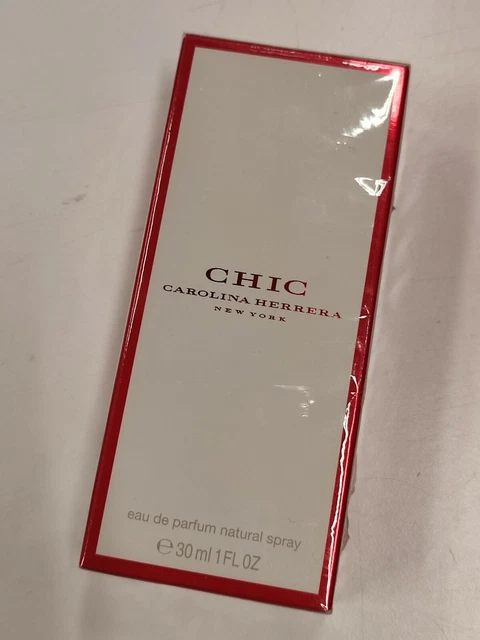 CHIC
CAROLINA HERRERA
NEW YORK
eau de parfum natural spray
℮ 30 ml 1 FL OZ